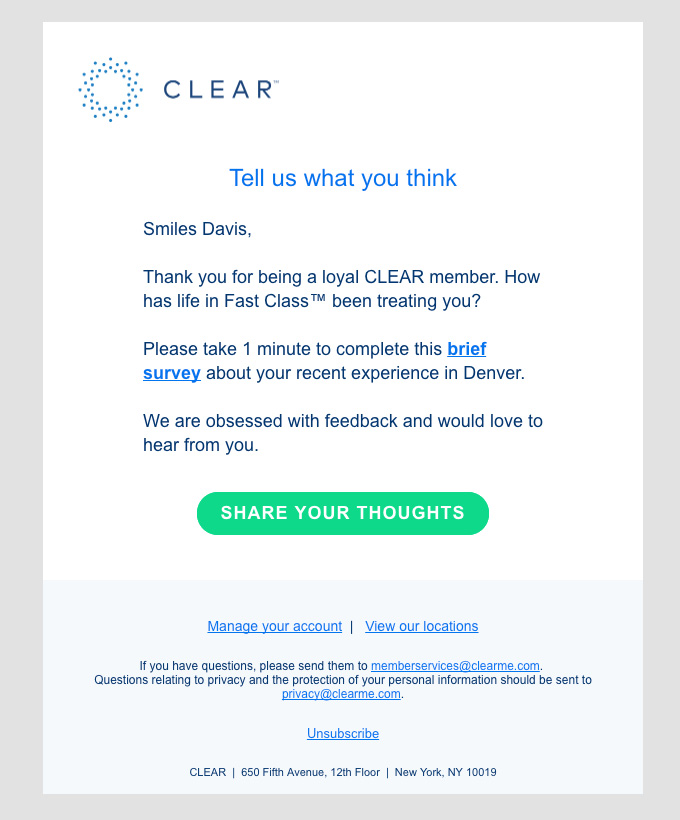 CLEAR™
Tell us what you think
Smiles Davis,
Thank you for being a loyal CLEAR member. How
has life in Fast Class™ been treating you?
Please take 1 minute to complete this brief
survey about your recent experience in Denver.
We are obsessed with feedback and would love to
hear from you.
SHARE YOUR THOUGHTS
Manage your account | View our locations
If you have questions, please send them to memberservices@clearme.com.
Questions relating to privacy and the protection of your personal information should be sent to
privacy@clearme.com.
Unsubscribe
CLEAR | 650 Fifth Avenue, 12th Floor | New York, NY 10019